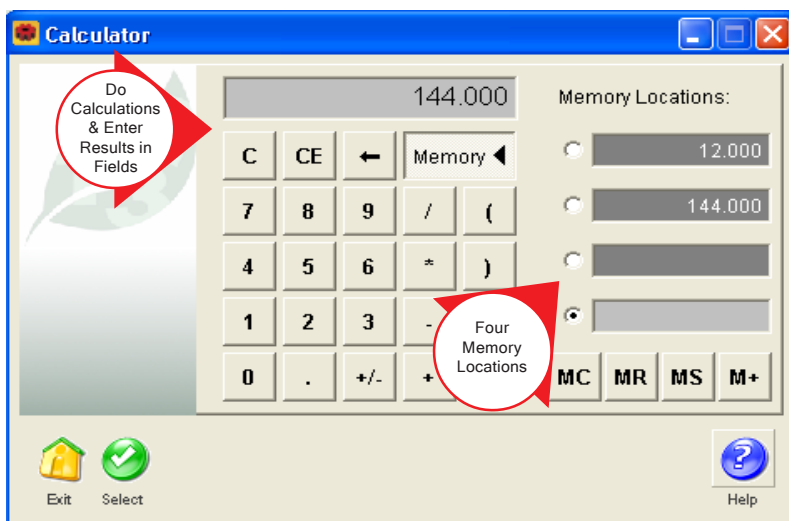 Calculator
Do
Calculations
& Enter
Results in
Fields
144.000
Memory Locations:
C CE ← Memory ◀
12.000
7 8 9 / (
144.000
4 5 6 * )
1 2 3 -
Four
Memory
Locations
0 . +/- +
MC MR MS M+
Exit Select
Help